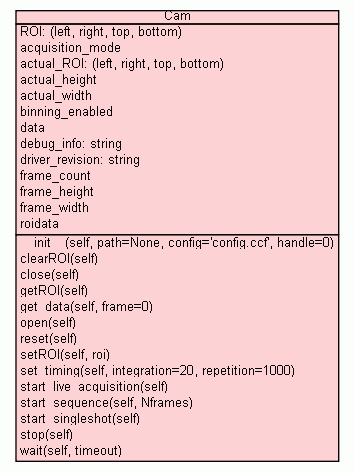 Cam
ROI: (left, right, top, bottom)
acquisition_mode
actual_ROI: (left, right, top, bottom)
actual_height
actual_width
binning_enabled
data
debug_info: string
driver_revision: string
frame_count
frame_height
frame_width
roidata
__init__(self, path=None, config='config.ccf', handle=0)
clearROI(self)
close(self)
getROI(self)
get_data(self, frame=0)
open(self)
reset(self)
setROI(self, roi)
set_timing(self, integration=20, repetition=1000)
start_live_acquisition(self)
start_sequence(self, Nframes)
start_singleshot(self)
stop(self)
wait(self, timeout)